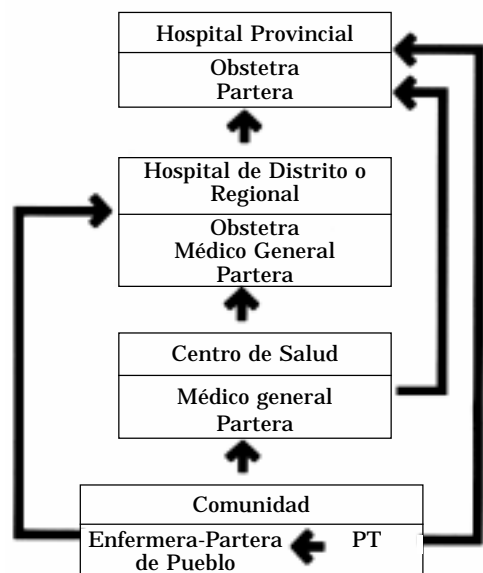 Hospital Provincial
Obstetra
Partera
Hospital de Distrito o
Regional
Obstetra
Médico General
Partera
Centro de Salud
Médico general
Partera
Comunidad
Enfermera-Partera PT
de Pueblo